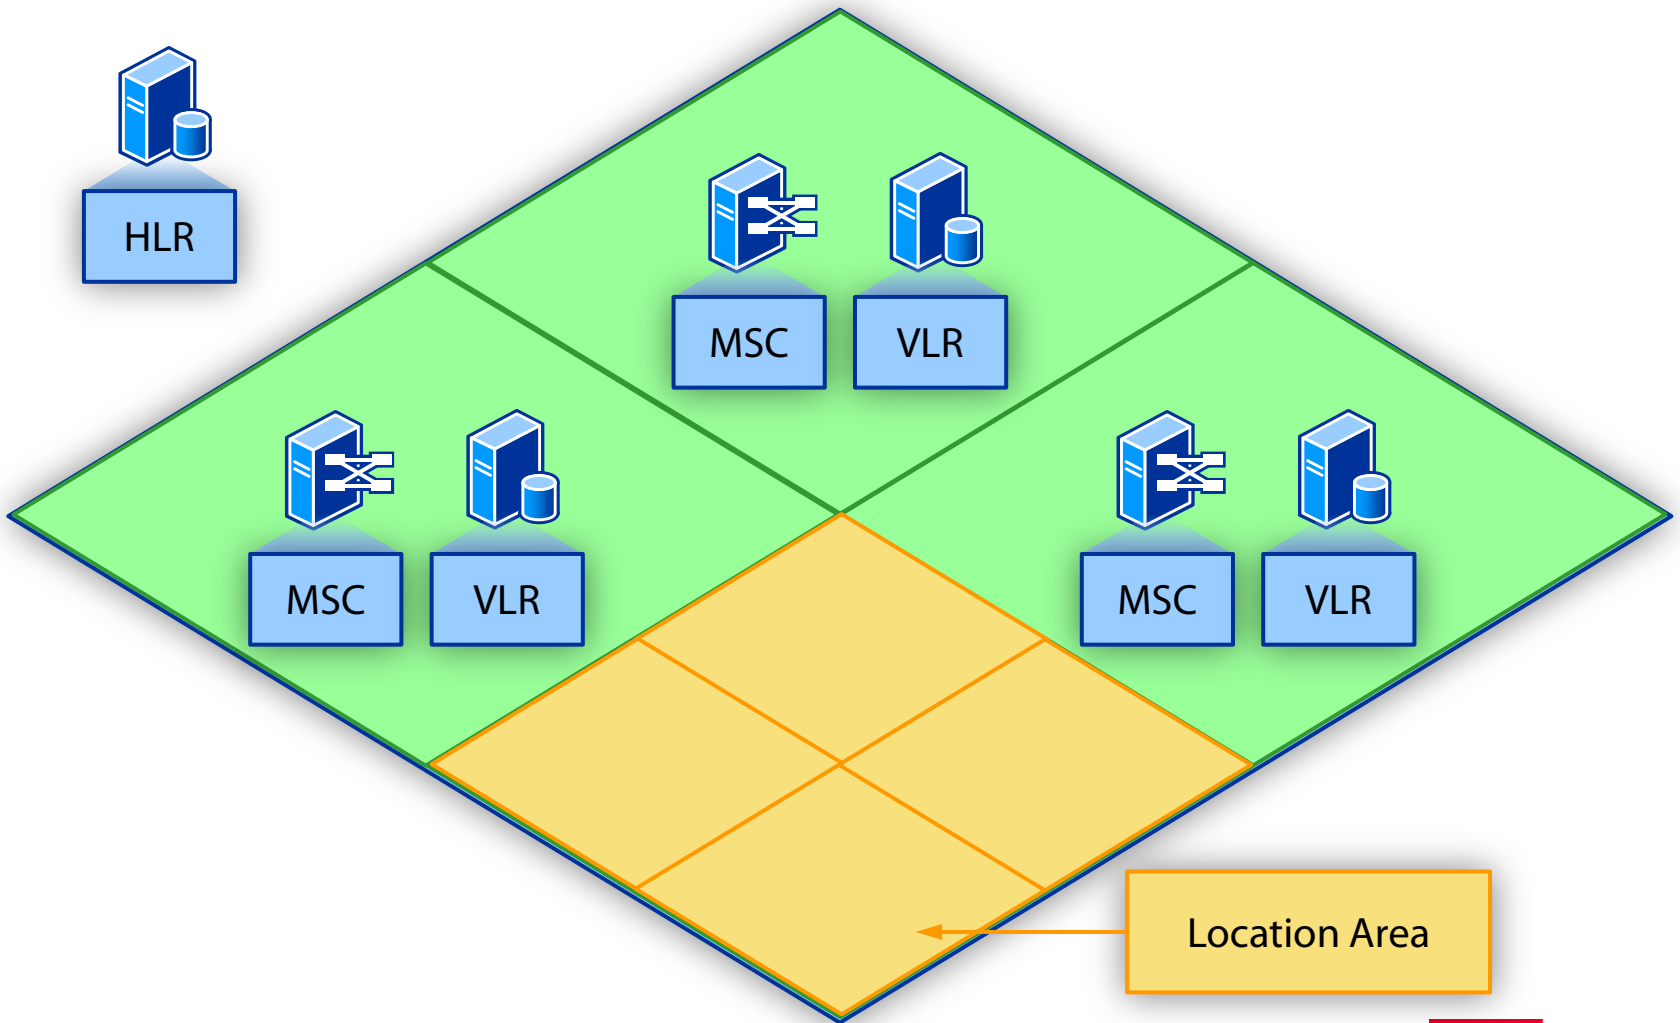 HLR
MSC
VLR
MSC
VLR
MSC
VLR
Location Area